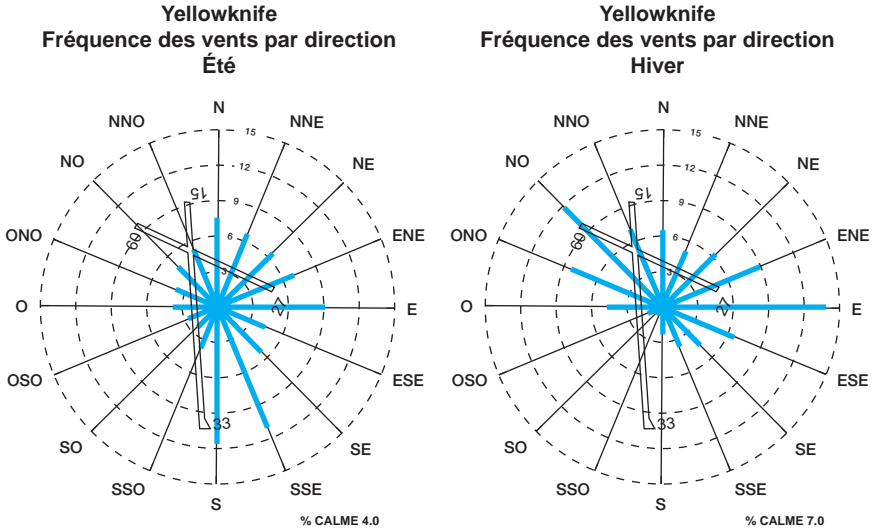 Yellowknife
Fréquence des vents par direction
Été
N
NNE
NE
ENE
E
ESE
SE
SSE
S
SSO
SO
OSO
O
ONO
NO
NNO
15
12
9
6
3
15
09
27
33
% CALME 4.0
Yellowknife
Fréquence des vents par direction
Hiver
N
NNE
NE
ENE
E
ESE
SE
SSE
S
SSO
SO
OSO
O
ONO
NO
NNO
15
12
9
6
3
15
09
27
33
% CALME 7.0